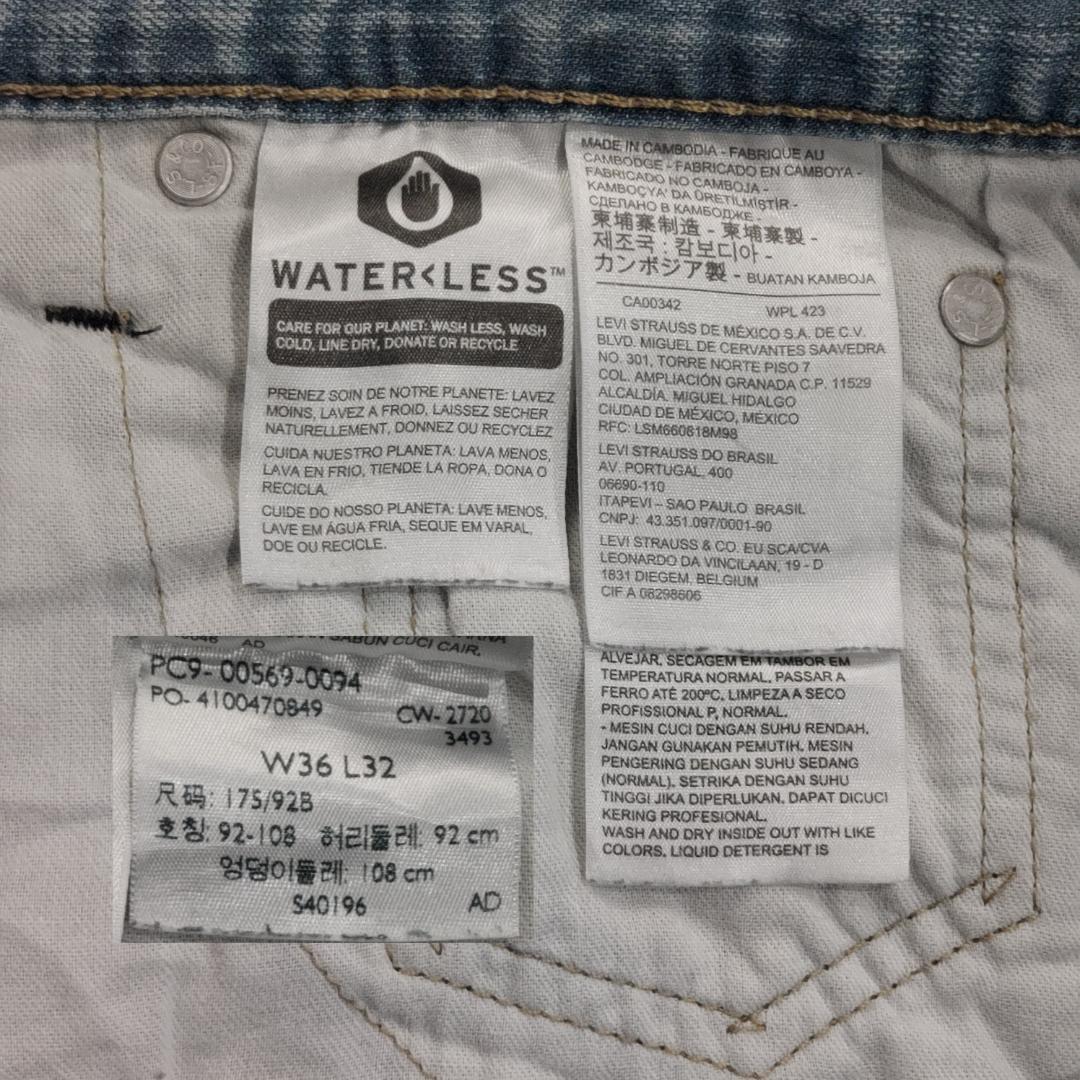 WATER<LESS™
CARE FOR OUR PLANET: WASH LESS, WASH
COLD, LINE DRY, DONATE OR RECYCLE
PRENEZ SOIN DE NOTRE PLANETE: LAVEZ
MOINS, LAVEZ A FROID, LAISSEZ SECHER
NATURELLEMENT, DONNEZ OU RECYCLEZ
CUIDA NUESTRO PLANETA: LAVA MENOS,
LAVA EN FRIO, TIENDE LA ROPA, DONA O
RECICLA.
CUIDE DO NOSSO PLANETA: LAVE MENOS,
LAVE EM ÁGUA FRIA, SEQUE EM VARAL,
DOE OU RECICLE.
MADE IN CAMBODIA - FABRIQUE AU
CAMBODGE - FABRICADO EN CAMBOYA -
FABRICADO NO CAMBOJA -
KAMBOÇYA' DA ÜRETILMİŞTİR -
СДЕЛАНО В КАМБОДЖЕ -
柬埔寨制造 - 柬埔寨製 -
제조국 : 캄보디아 -
カンボジア製 - BUATAN KAMBOJA
CA00342 WPL 423
LEVI STRAUSS DE MÉXICO S.A. DE C.V.
BLVD. MIGUEL DE CERVANTES SAAVEDRA
NO. 301, TORRE NORTE PISO 7
COL. AMPLIACIÓN GRANADA C.P. 11529
ALCALDÍA. MIGUEL HIDALGO
CIUDAD DE MÉXICO, MÉXICO
RFC: LSM660618M98
LEVI STRAUSS DO BRASIL
AV. PORTUGAL, 400
06690-110
ITAPEVI – SAO PAULO BRASIL
CNPJ: 43.351.097/0001-90
LEVI STRAUSS & CO. EU SCA/CVA
LEONARDO DA VINCILAAN, 19 - D
1831 DIEGEM, BELGIUM
CIF A 08298606
ALVEJAR, SECAGEM EM TAMBOR EM
TEMPERATURA NORMAL, PASSAR A
FERRO ATÉ 200ºC, LIMPEZA A SECO
PROFISSIONAL P, NORMAL.
- MESIN CUCI DENGAN SUHU RENDAH.
JANGAN GUNAKAN PEMUTIH. MESIN
PENGERING DENGAN SUHU SEDANG
(NORMAL). SETRIKA DENGAN SUHU
TINGGI JIKA DIPERLUKAN. DAPAT DICUCI
KERING PROFESIONAL.
WASH AND DRY INSIDE OUT WITH LIKE
COLORS, LIQUID DETERGENT IS
AD SABUN CUCI CAIR.
PC9- 00569-0094
PO- 4100470849 CW- 2720
3493
W36 L32
尺码: 175/92B
호칭: 92-108 허리둘레: 92 cm
엉덩이둘레: 108 cm
S40196 AD